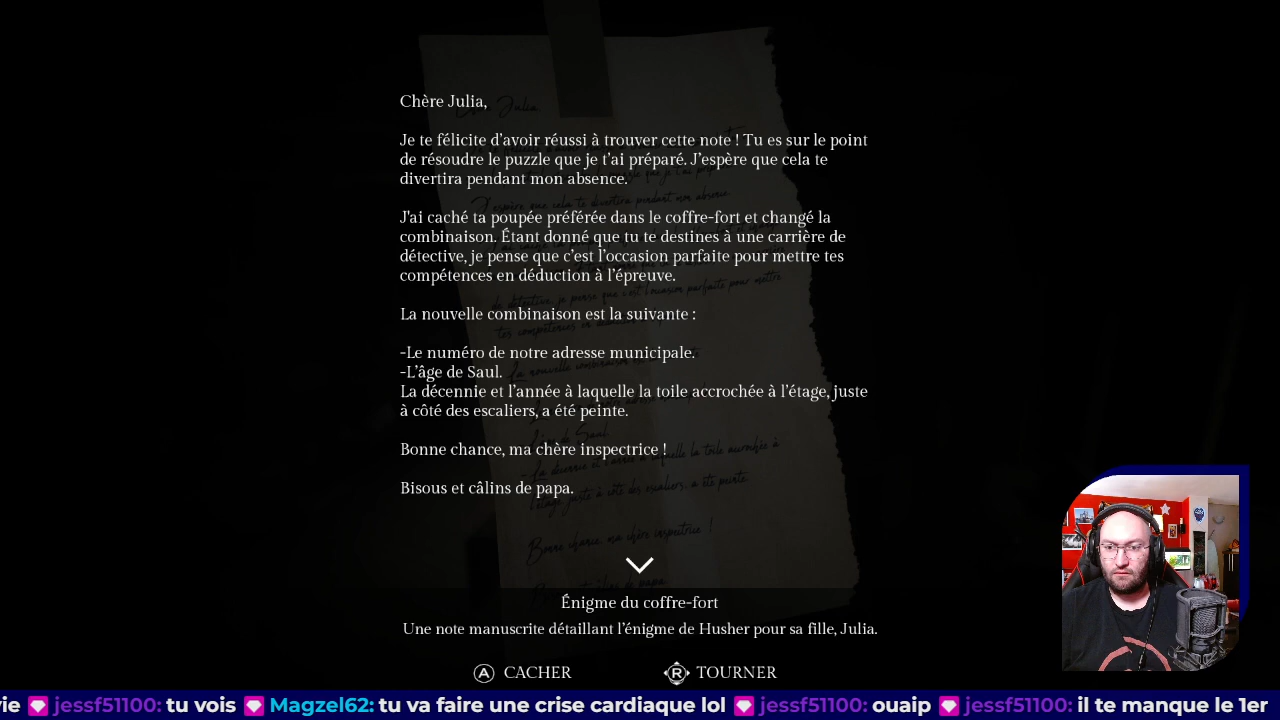 Chère Julia,
Je te félicite d'avoir réussi à trouver cette note ! Tu es sur le point
de résoudre le puzzle que je t'ai préparé. J'espère que cela te
divertira pendant mon absence.
J'ai caché ta poupée préférée dans le coffre-fort et changé la
combinaison. Étant donné que tu te destines à une carrière de
détective, je pense que c'est l'occasion parfaite pour mettre tes
compétences en déduction à l'épreuve.
La nouvelle combinaison est la suivante :
-Le numéro de notre adresse municipale.
-L'âge de Saul.
La décennie et l'année à laquelle la toile accrochée à l'étage, juste
à côté des escaliers, a été peinte.
Bonne chance, ma chère inspectrice !
Bisous et câlins de papa.
Énigme du coffre-fort
Une note manuscrite détaillant l'énigme de Husher pour sa fille, Julia.
A CACHER R TOURNER
vie jessf51100: tu vois Magzel62: tu va faire une crise cardiaque lol jessf51100: ouaip jessf51100: il te manque le 1er